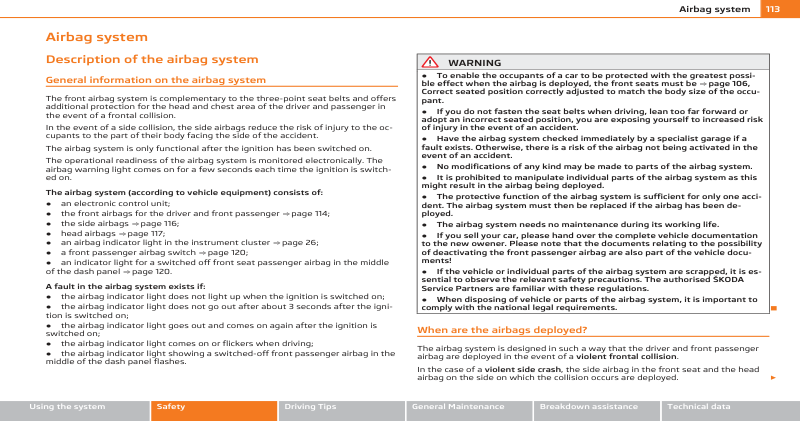 Airbag system
113
Airbag system
Description of the airbag system
General information on the airbag system
The front airbag system is complementary to the three-point seat belts and offers
additional protection for the head and chest area of the driver and passenger in
the event of a frontal collision.
In the event of a side collision, the side airbags reduce the risk of injury to the oc-
cupants to the part of their body facing the side of the accident.
The airbag system is only functional after the ignition has been switched on.
The operational readiness of the airbag system is monitored electronically. The
airbag warning light comes on for a few seconds each time the ignition is switch-
ed on.
The airbag system (according to vehicle equipment) consists of:
● an electronic control unit;
● the front airbags for the driver and front passenger ⇒ page 114;
● the side airbags ⇒ page 116;
● head airbags ⇒ page 117;
● an airbag indicator light in the instrument cluster ⇒ page 26;
● a front passenger airbag switch ⇒ page 120;
● an indicator light for a switched off front seat passenger airbag in the middle
of the dash panel ⇒ page 120.
A fault in the airbag system exists if:
● the airbag indicator light does not light up when the ignition is switched on;
● the airbag indicator light does not go out after about 3 seconds after the igni-
tion is switched on;
● the airbag indicator light goes out and comes on again after the ignition is
switched on;
● the airbag indicator light comes on or flickers when driving;
● the airbag indicator light showing a switched-off front passenger airbag in the
middle of the dash panel flashes.
WARNING
● To enable the occupants of a car to be protected with the greatest possi-
ble effect when the airbag is deployed, the front seats must be ⇒ page 106,
Correct seated position correctly adjusted to match the body size of the occu-
pant.
● If you do not fasten the seat belts when driving, lean too far forward or
adopt an incorrect seated position, you are exposing yourself to increased risk
of injury in the event of an accident.
● Have the airbag system checked immediately by a specialist garage if a
fault exists. Otherwise, there is a risk of the airbag not being activated in the
event of an accident.
● No modifications of any kind may be made to parts of the airbag system.
● It is prohibited to manipulate individual parts of the airbag system as this
might result in the airbag being deployed.
● The protective function of the airbag system is sufficient for only one acci-
dent. The airbag system must then be replaced if the airbag has been de-
ployed.
● The airbag system needs no maintenance during its working life.
● If you sell your car, please hand over the complete vehicle documentation
to the new owener. Please note that the documents relating to the possibility
of deactivating the front passenger airbag are also part of the vehicle docu-
ments!
● If the vehicle or individual parts of the airbag system are scrapped, it is es-
sential to observe the relevant safety precautions. The authorised ŠKODA
Service Partners are familiar with these regulations.
● When disposing of vehicle or parts of the airbag system, it is important to
comply with the national legal requirements.
When are the airbags deployed?
The airbag system is designed in such a way that the driver and front passenger
airbag are deployed in the event of a violent frontal collision.
In the case of a violent side crash, the side airbag in the front seat and the head
airbag on the side on which the collision occurs are deployed.
Using the system
Safety
Driving Tips
General Maintenance
Breakdown assistance
Technical data